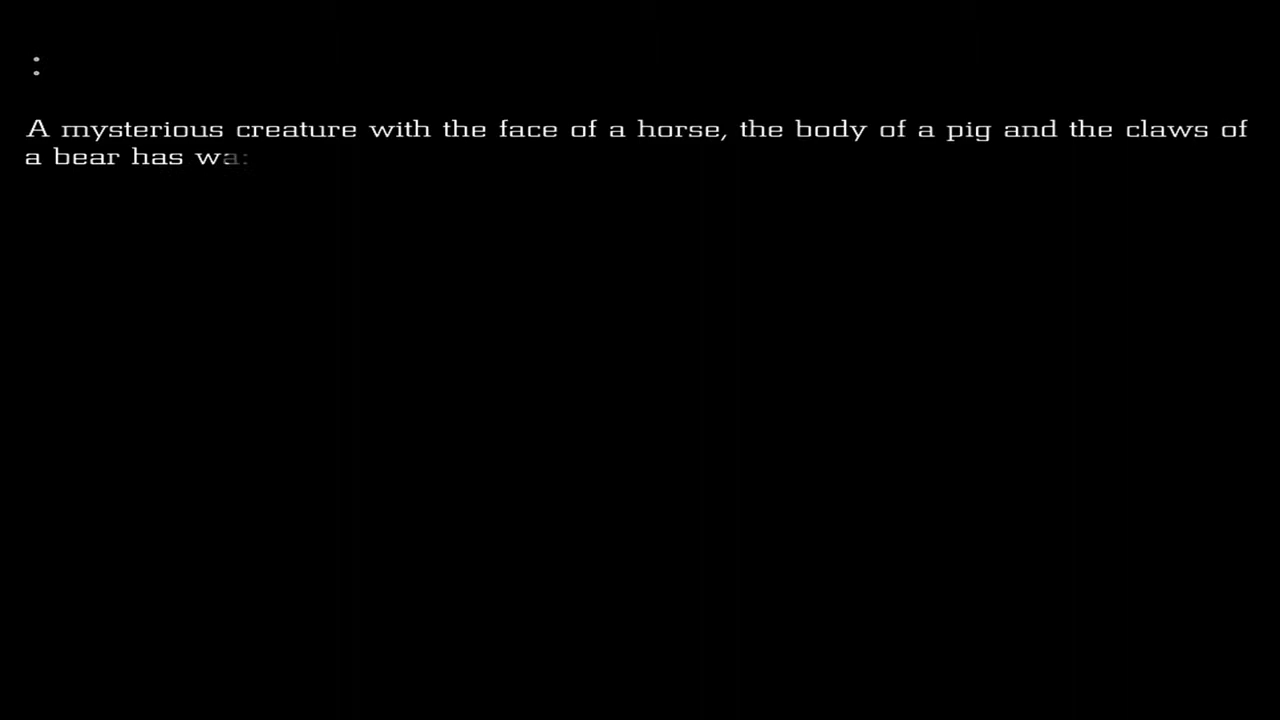 :
A mysterious creature with the face of a horse, the body of a pig and the claws of
a bear has